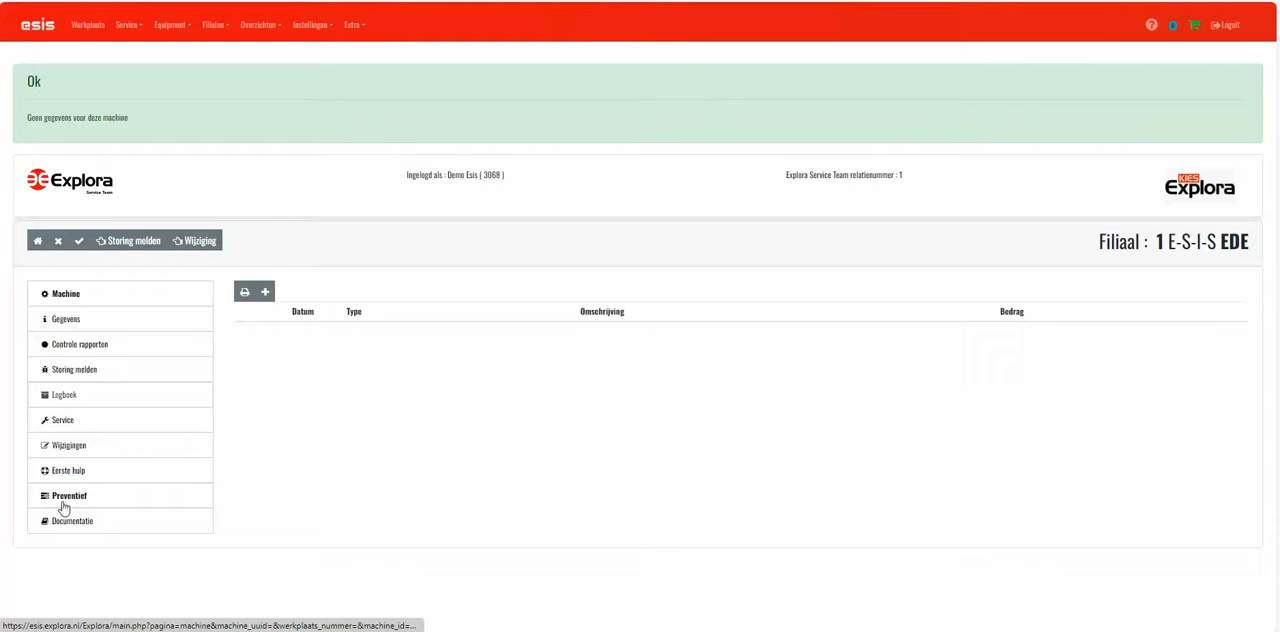 esis Werkplaats Service Equipment Filialen Overzichten Instellingen Extra Loguit
Ok
Geen gegevens voor deze machine
Explora
Service Team
Ingelogd als : Demo Esis ( 3068 )
Explora Service Team relatienummer : 1
KIES
Explora
Storing melden Wijziging
Filiaal : 1 E-S-I-S EDE
Machine
Gegevens
Controle rapporten
Storing melden
Logboek
Service
Wijzigingen
Eerste hulp
Preventief
Documentatie
Datum Type Omschrijving Bedrag
https://esis.explora.nl/Explora/main.php?pagina=machine&machine_uuid=&werkplaats_nummer=&machine_id=...